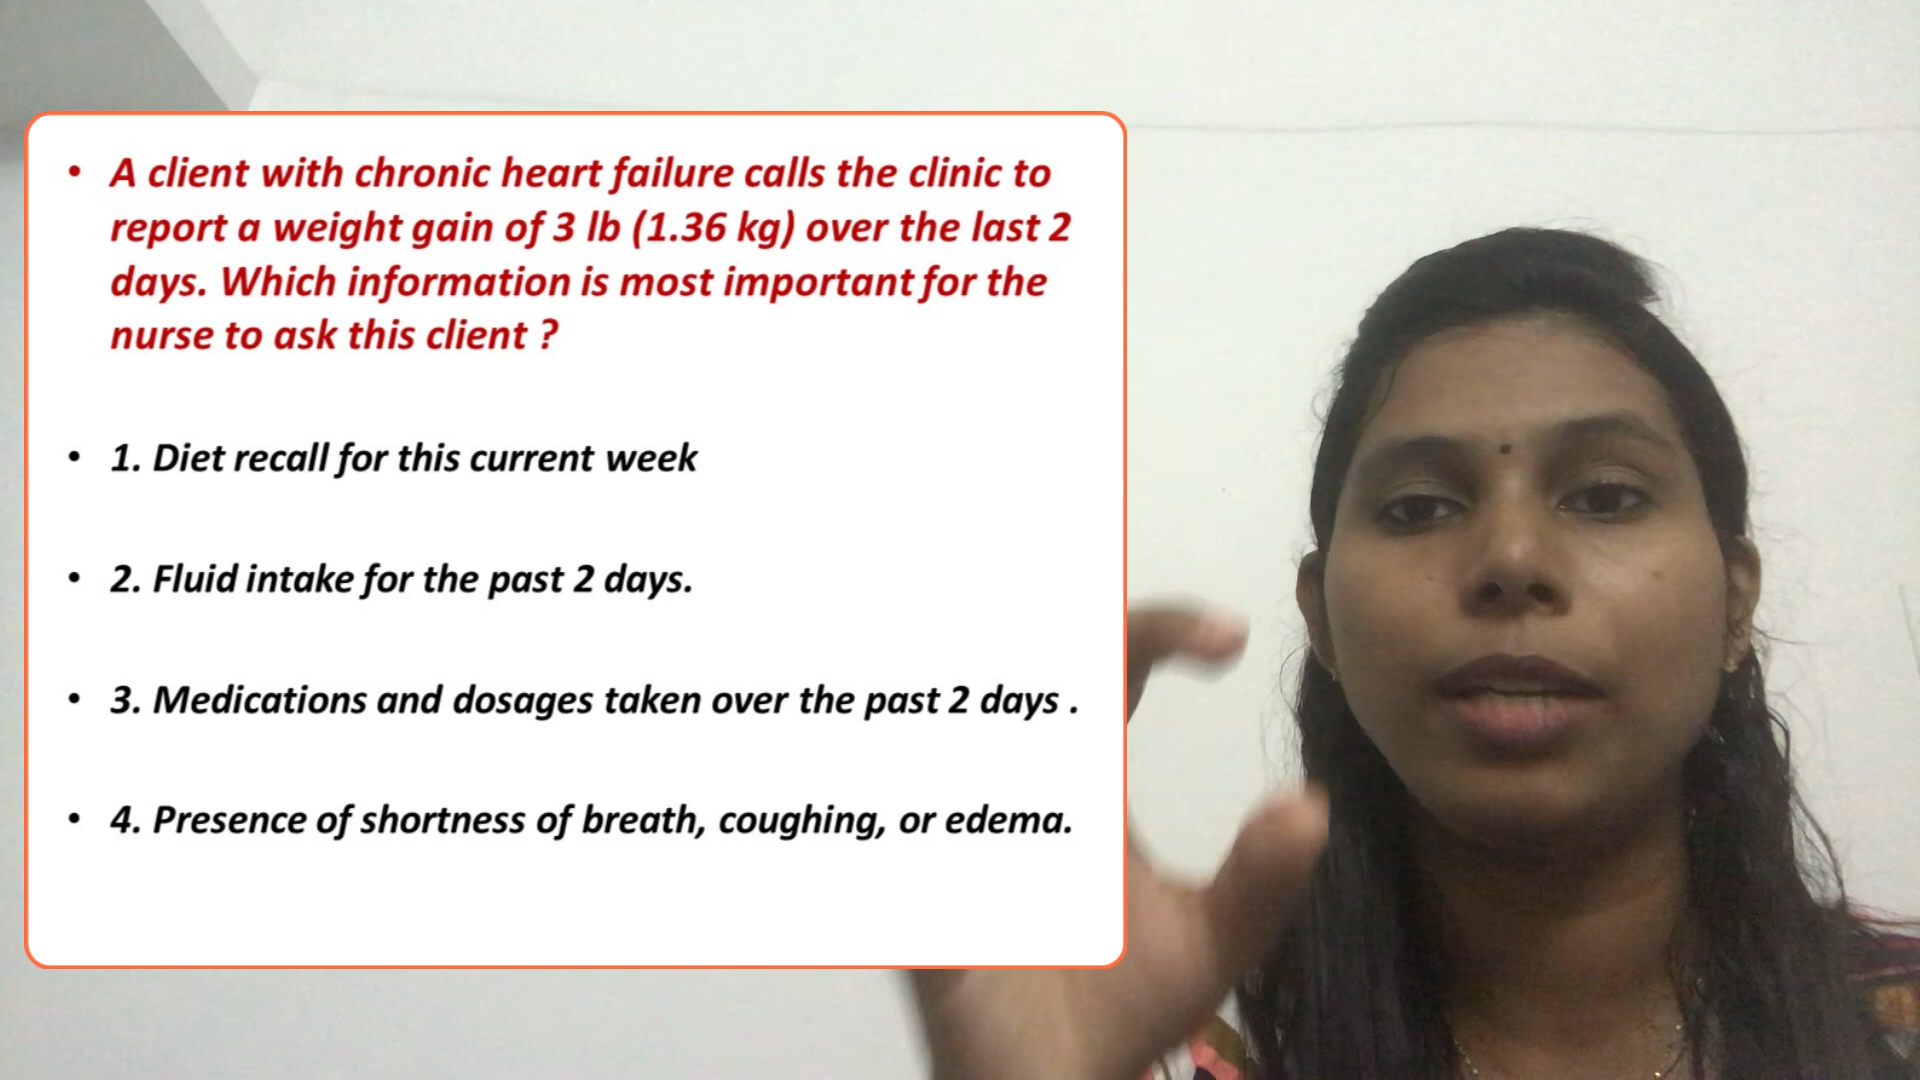 • A client with chronic heart failure calls the clinic to
report a weight gain of 3 lb (1.36 kg) over the last 2
days. Which information is most important for the
nurse to ask this client ?
• 1. Diet recall for this current week
• 2. Fluid intake for the past 2 days.
• 3. Medications and dosages taken over the past 2 days .
• 4. Presence of shortness of breath, coughing, or edema.